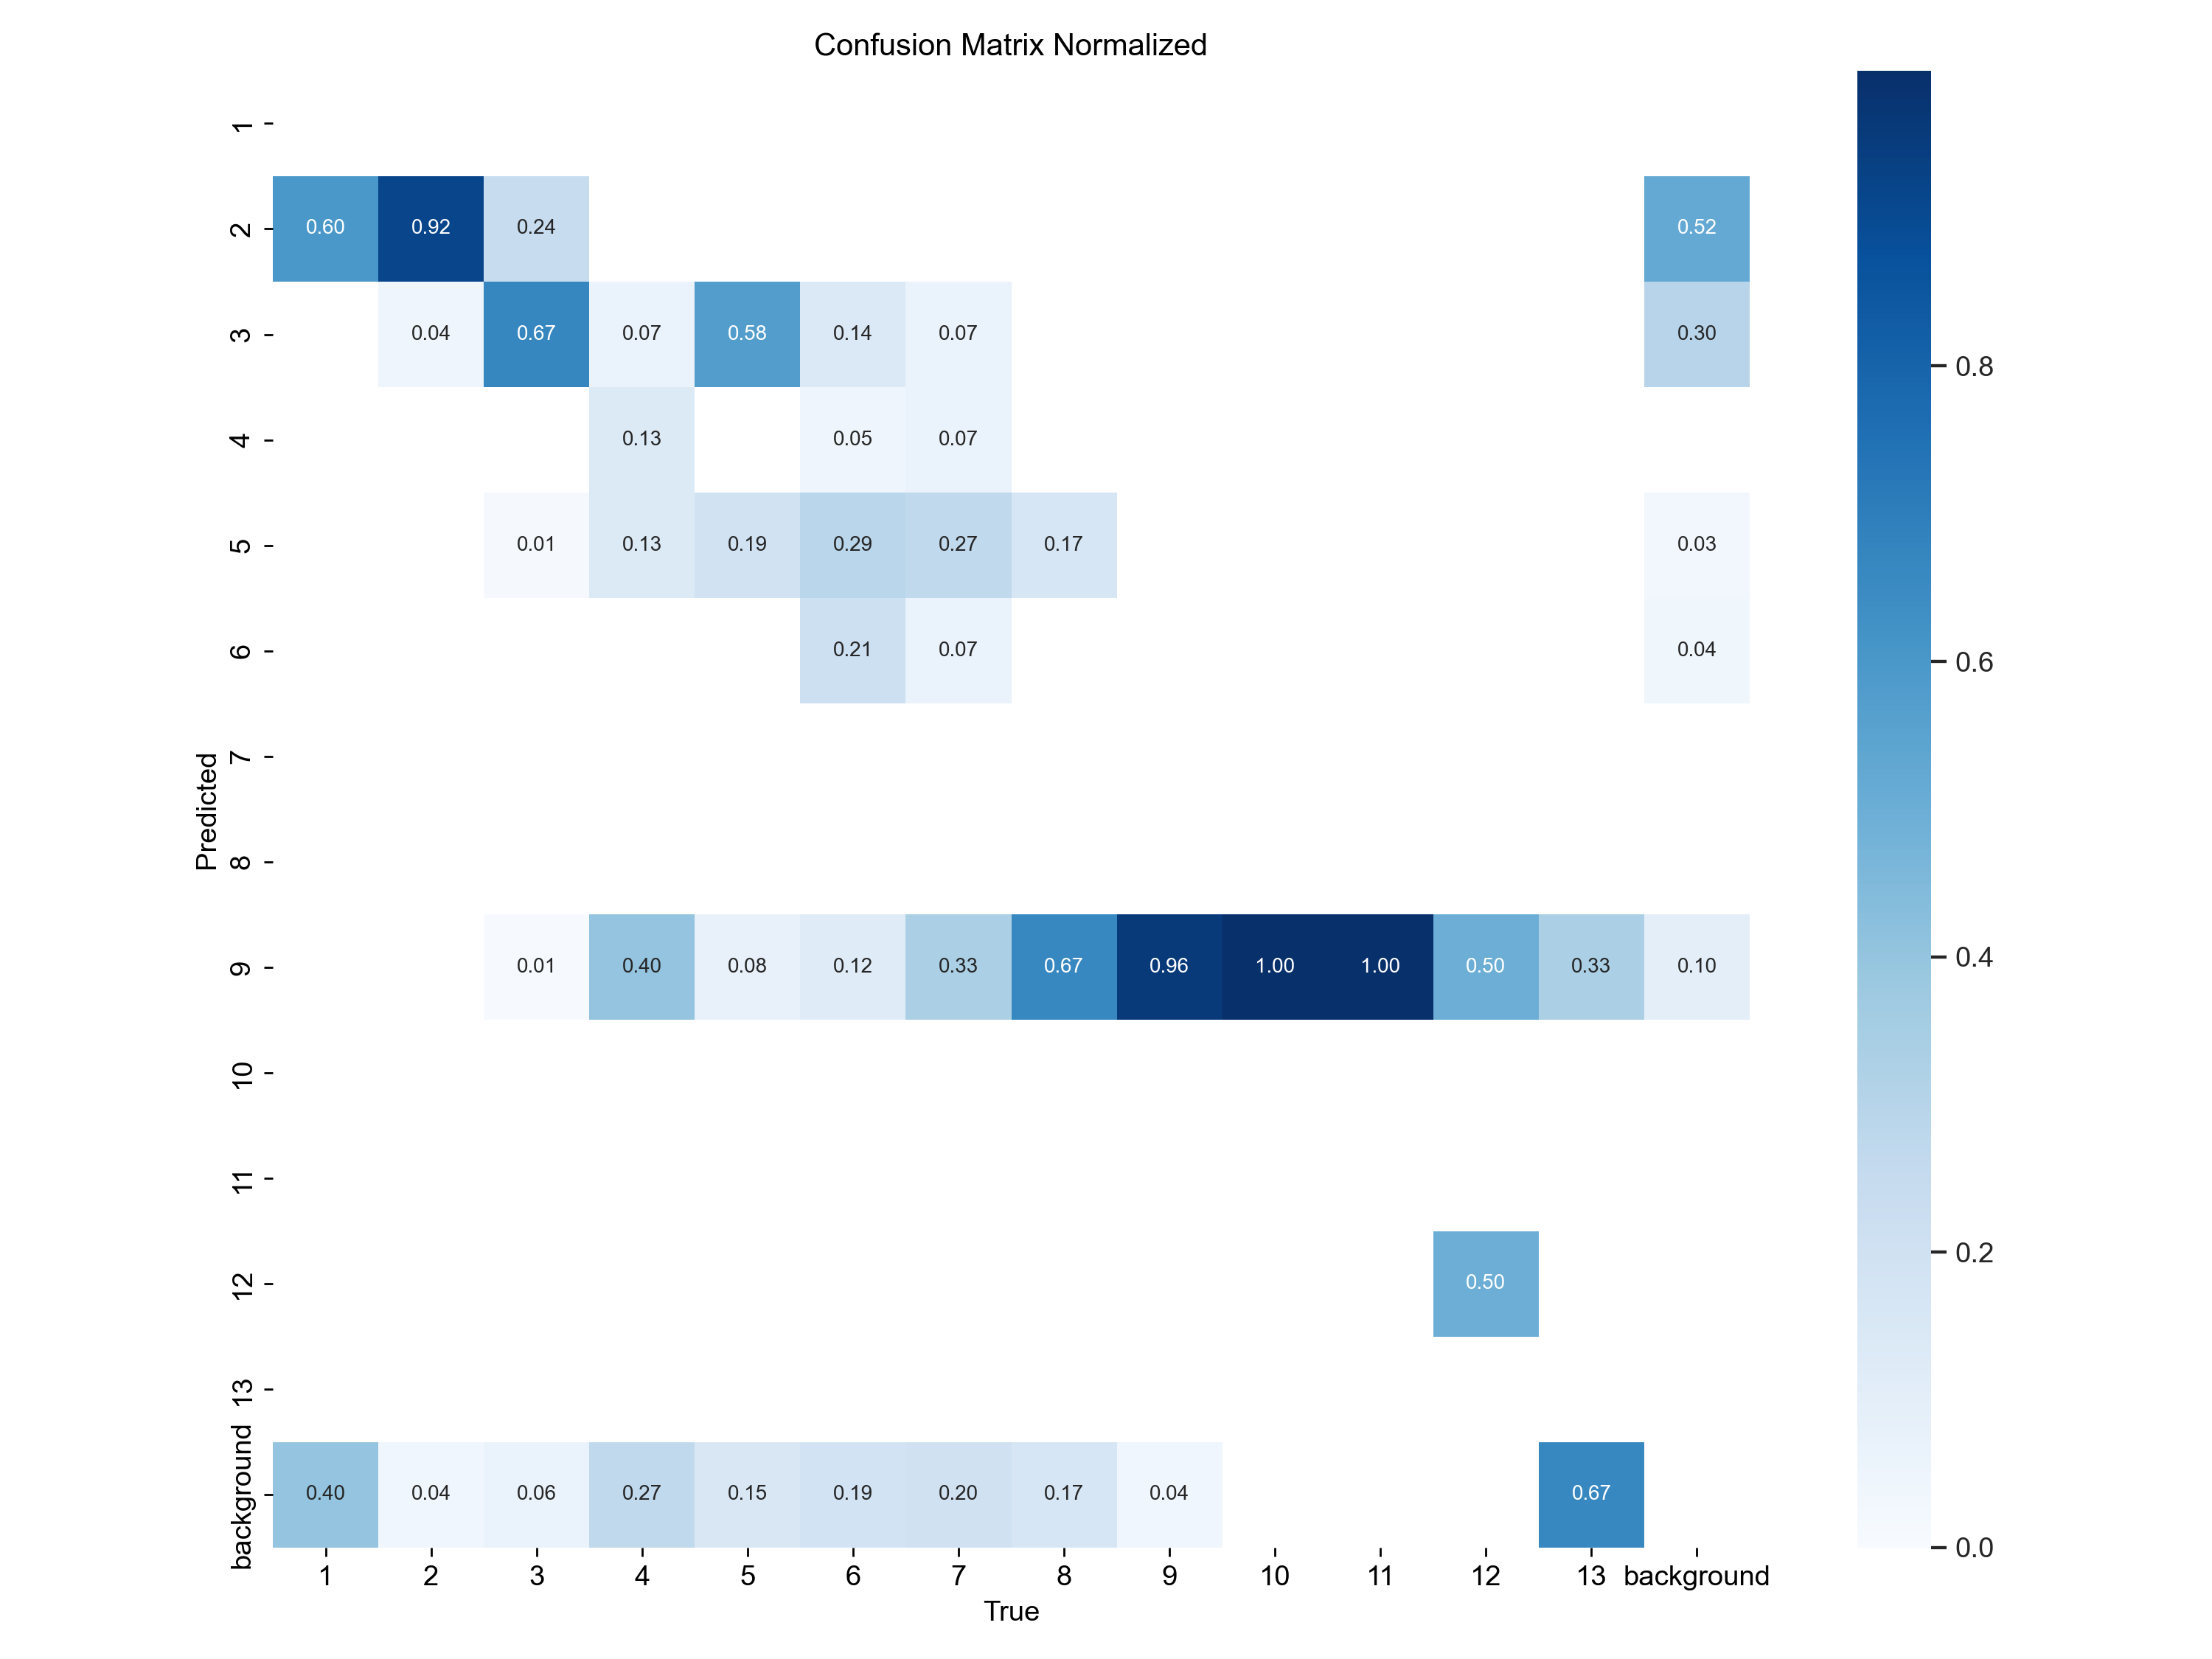 Confusion Matrix Normalized
1
2 0.60 0.92 0.24 0.52
3 0.04 0.67 0.07 0.58 0.14 0.07 0.30
4 0.13 0.05 0.07
5 0.01 0.13 0.19 0.29 0.27 0.17 0.03
6 0.21 0.07 0.04
7
8
9 0.01 0.40 0.08 0.12 0.33 0.67 0.96 1.00 1.00 0.50 0.33 0.10
10
11
12 0.50
13
background 0.40 0.04 0.06 0.27 0.15 0.19 0.20 0.17 0.04 0.67
Predicted
1 2 3 4 5 6 7 8 9 10 11 12 13 background
True
0.8
0.6
0.4
0.2
0.0